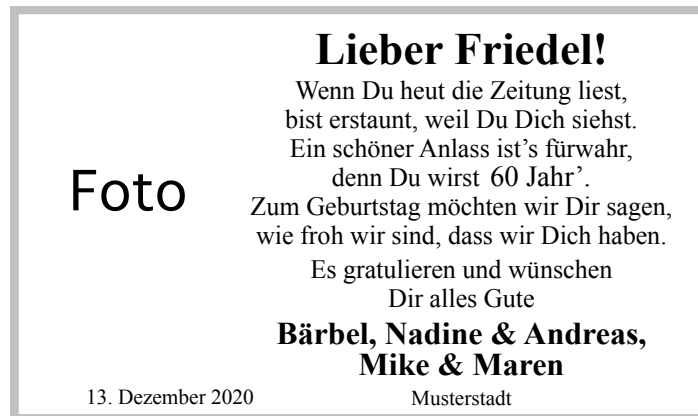 Lieber Friedel!
Wenn Du heut die Zeitung liest,
bist erstaunt, weil Du Dich siehst.
Ein schöner Anlass ist’s fürwahr,
denn Du wirst 60 Jahr’.
Foto
Zum Geburtstag möchten wir Dir sagen,
wie froh wir sind, dass wir Dich haben.
Es gratulieren und wünschen
Dir alles Gute
Bärbel, Nadine & Andreas,
Mike & Maren
13. Dezember 2020 Musterstadt